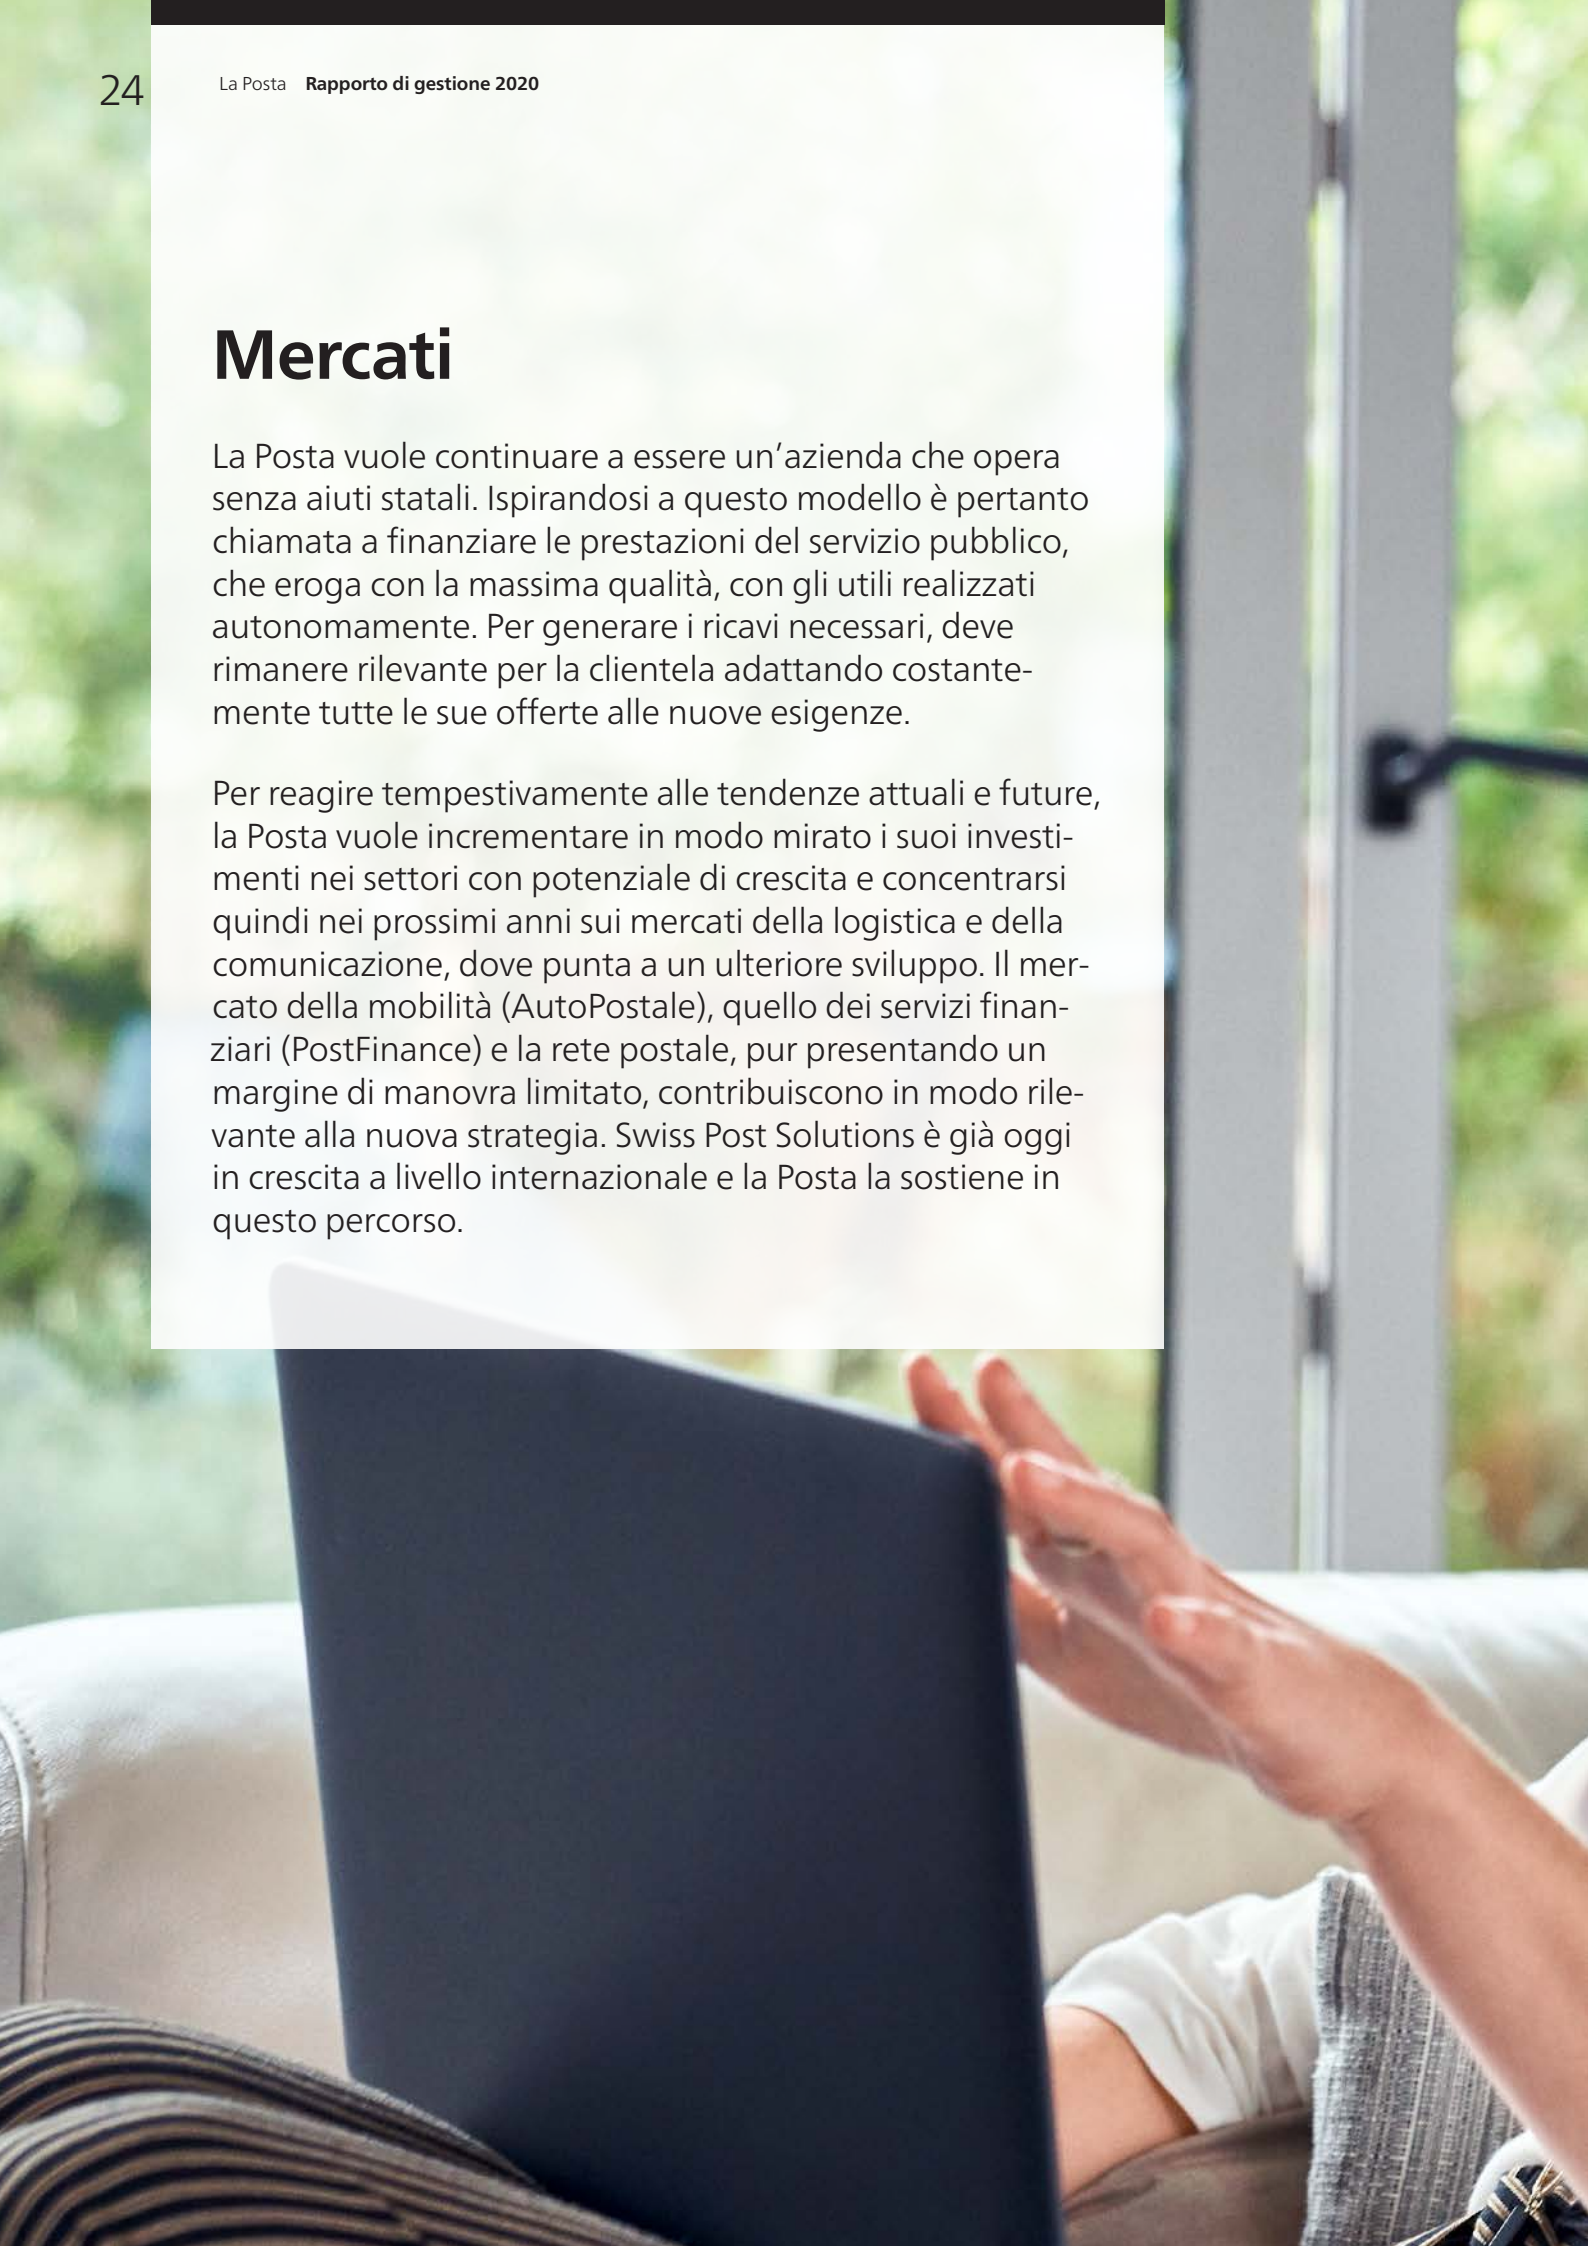 24
La Posta Rapporto di gestione 2020
Mercati
La Posta vuole continuare a essere un’azienda che opera
senza aiuti statali. Ispirandosi a questo modello è pertanto
chiamata a finanziare le prestazioni del servizio pubblico,
che eroga con la massima qualità, con gli utili realizzati
autonomamente. Per generare i ricavi necessari, deve
rimanere rilevante per la clientela adattando costante-
mente tutte le sue offerte alle nuove esigenze.
Per reagire tempestivamente alle tendenze attuali e future,
la Posta vuole incrementare in modo mirato i suoi investi-
menti nei settori con potenziale di crescita e concentrarsi
quindi nei prossimi anni sui mercati della logistica e della
comunicazione, dove punta a un ulteriore sviluppo. Il mer-
cato della mobilità (AutoPostale), quello dei servizi finan-
ziari (PostFinance) e la rete postale, pur presentando un
margine di manovra limitato, contribuiscono in modo rile-
vante alla nuova strategia. Swiss Post Solutions è già oggi
in crescita a livello internazionale e la Posta la sostiene in
questo percorso.